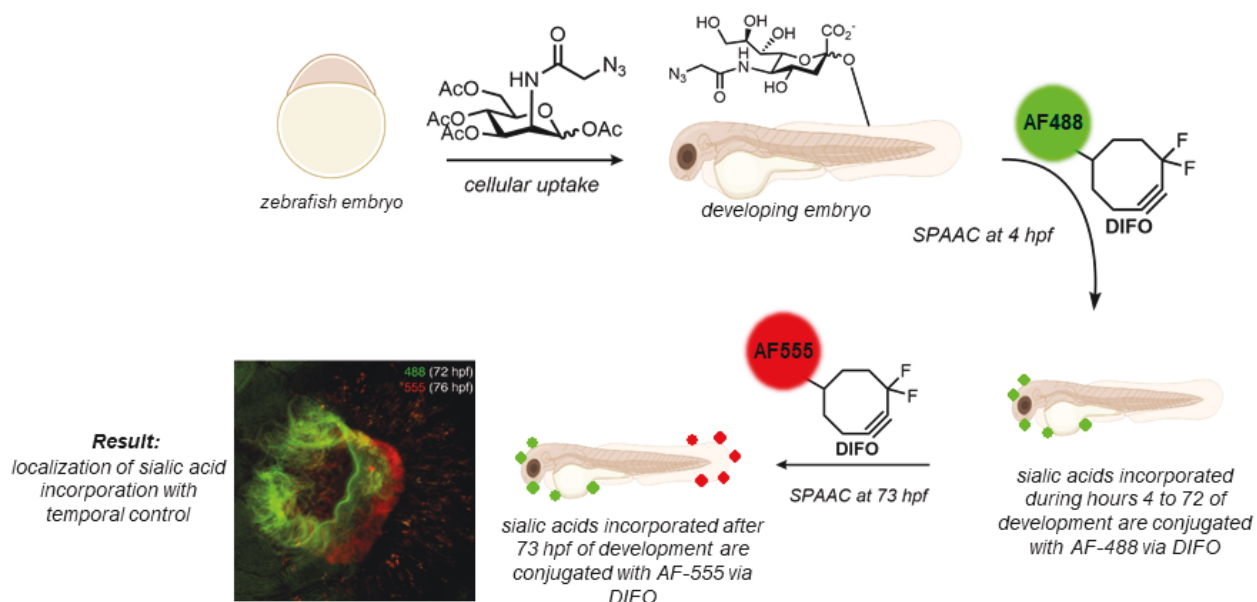 zebrafish embryo
AcO
AcO
AcO
O
NH
O
N3
OAc
cellular uptake
HO
HO
OH
OH
CO2-
O
O
N3
H
N
O
HO
developing embryo
AF488
F
F
DIFO
SPAAC at 4 hpf
sialic acids incorporated
during hours 4 to 72 of
development are conjugated
with AF-488 via DIFO
AF555
F
F
DIFO
SPAAC at 73 hpf
sialic acids incorporated after
73 hpf of development are
conjugated with AF-555 via
DIFO
488 (72 hpf)
555 (76 hpf)
Result:
localization of sialic acid
incorporation with
temporal control